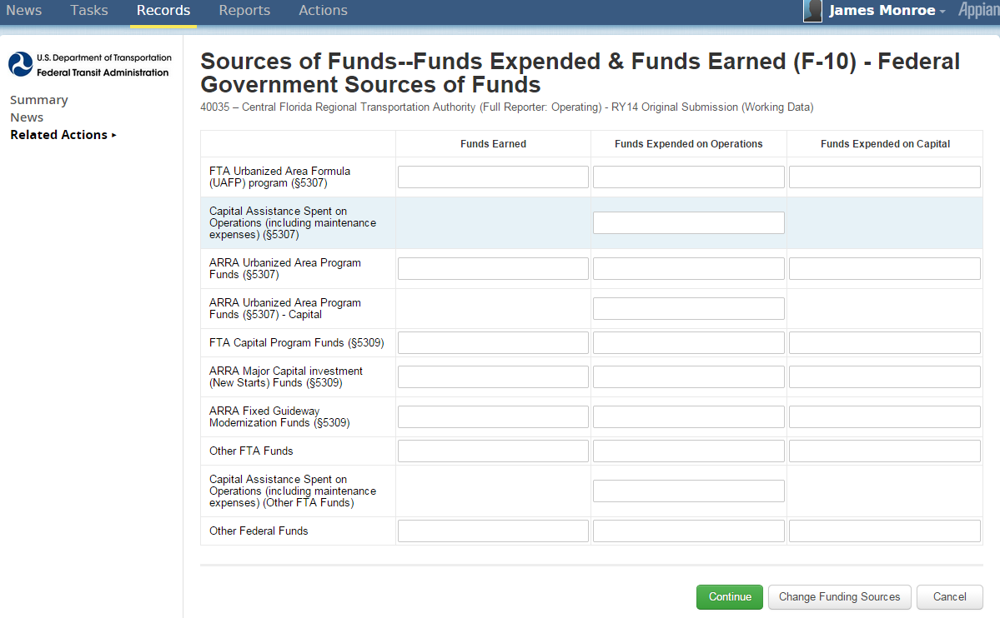 News Tasks Records Reports Actions James Monroe Appian
U.S. Department of Transportation
Federal Transit Administration
Summary
News
Related Actions ▸
Sources of Funds--Funds Expended & Funds Earned (F-10) - Federal
Government Sources of Funds
40035 – Central Florida Regional Transportation Authority (Full Reporter: Operating) - RY14 Original Submission (Working Data)
Funds Earned Funds Expended on Operations Funds Expended on Capital
FTA Urbanized Area Formula
(UAFP) program (§5307)
Capital Assistance Spent on
Operations (including maintenance
expenses) (§5307)
ARRA Urbanized Area Program
Funds (§5307)
ARRA Urbanized Area Program
Funds (§5307) - Capital
FTA Capital Program Funds (§5309)
ARRA Major Capital investment
(New Starts) Funds (§5309)
ARRA Fixed Guideway
Modernization Funds (§5309)
Other FTA Funds
Capital Assistance Spent on
Operations (including maintenance
expenses) (Other FTA Funds)
Other Federal Funds
Continue Change Funding Sources Cancel